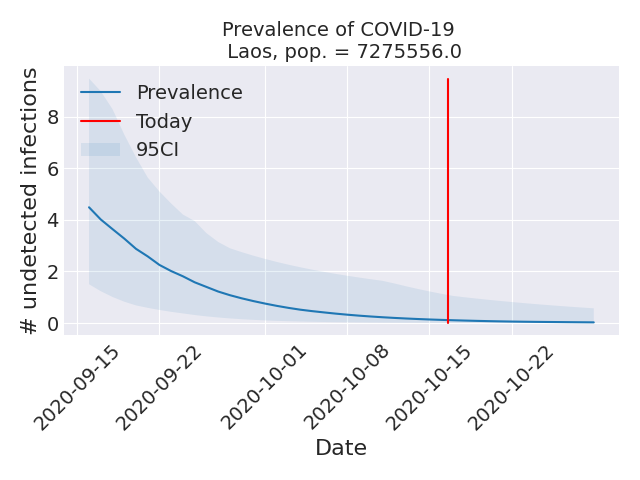 Prevalence of COVID-19
Laos, pop. = 7275556.0
# undetected infections
8
6
4
2
0
Prevalence
Today
95CI
2020-09-15
2020-09-22
2020-10-01
2020-10-08
2020-10-15
2020-10-22
Date